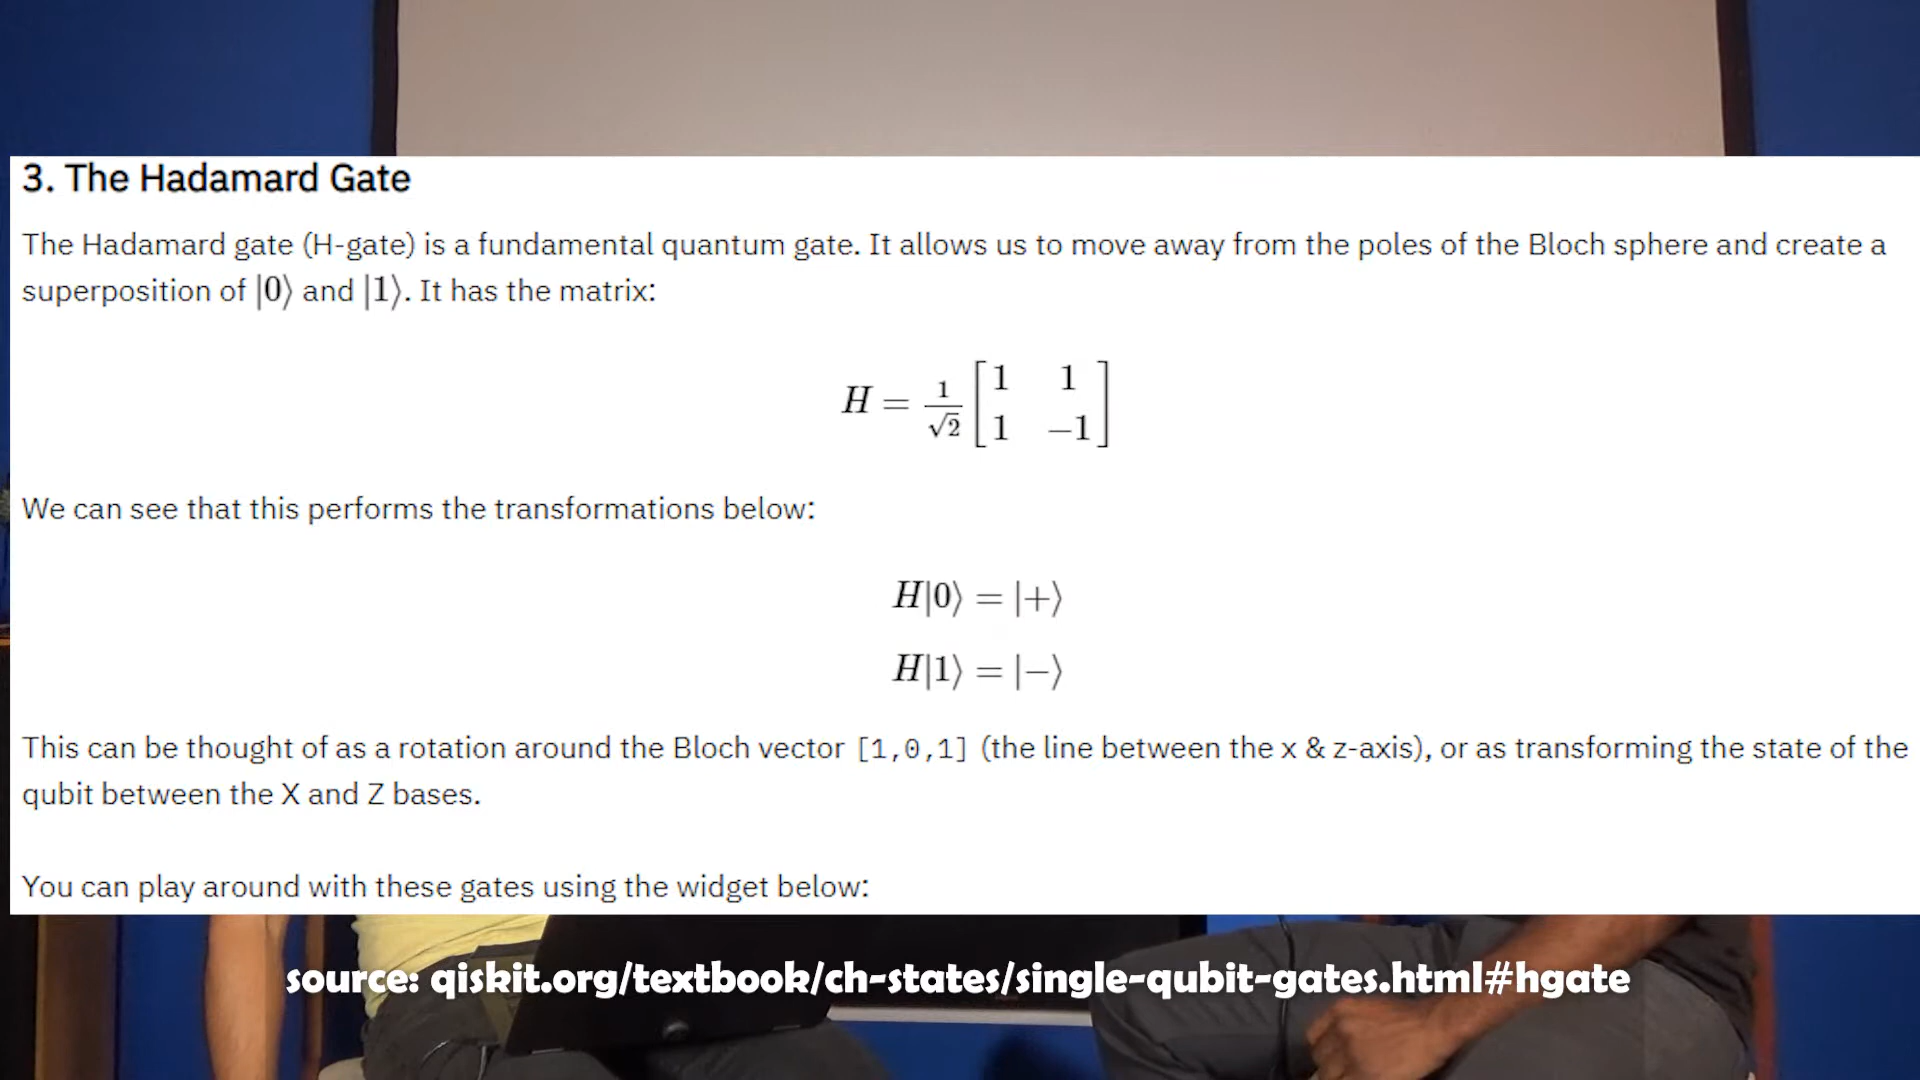 3. The Hadamard Gate
The Hadamard gate (H-gate) is a fundamental quantum gate. It allows us to move away from the poles of the Bloch sphere and create a
superposition of |0⟩ and |1⟩. It has the matrix:
H = 1/√2 [1 1
1 −1]
We can see that this performs the transformations below:
H|0⟩ = |+⟩
H|1⟩ = |−⟩
This can be thought of as a rotation around the Bloch vector [1,0,1] (the line between the x & z-axis), or as transforming the state of the
qubit between the X and Z bases.
You can play around with these gates using the widget below:
source: qiskit.org/textbook/ch-states/single-qubit-gates.html#hgate